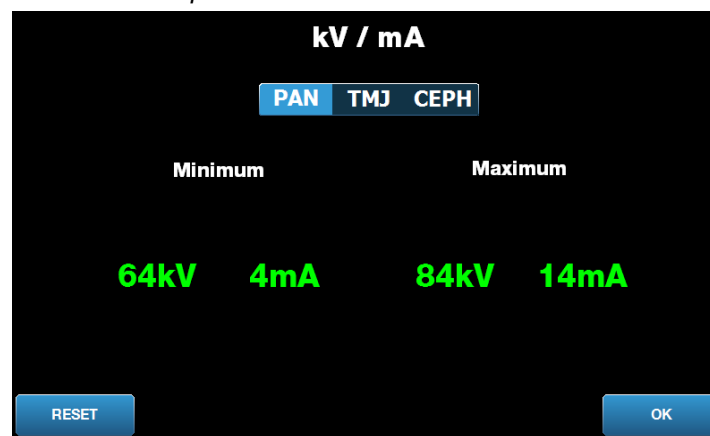 kV / mA
PAN TMJ CEPH
Minimum Maximum
64kV 4mA 84kV 14mA
RESET OK